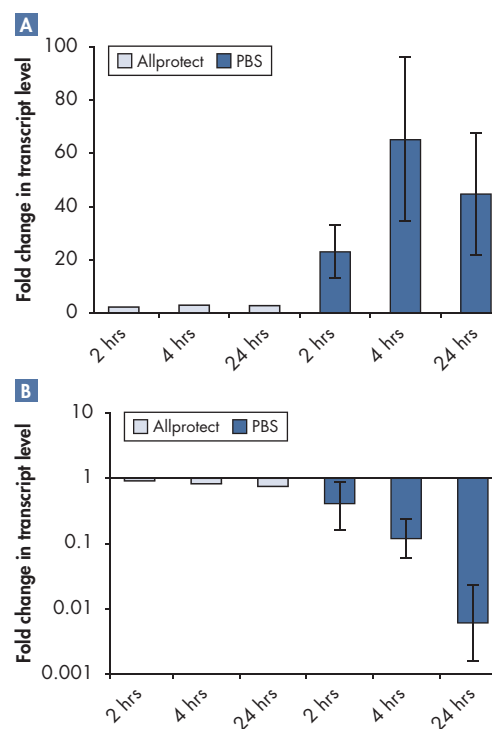 A
Fold change in transcript level
100
80
60
40
20
0
Allprotect PBS
2 hrs 4 hrs 24 hrs 2 hrs 4 hrs 24 hrs
B
Fold change in transcript level
10
1
0.1
0.01
0.001
Allprotect PBS
2 hrs 4 hrs 24 hrs 2 hrs 4 hrs 24 hrs